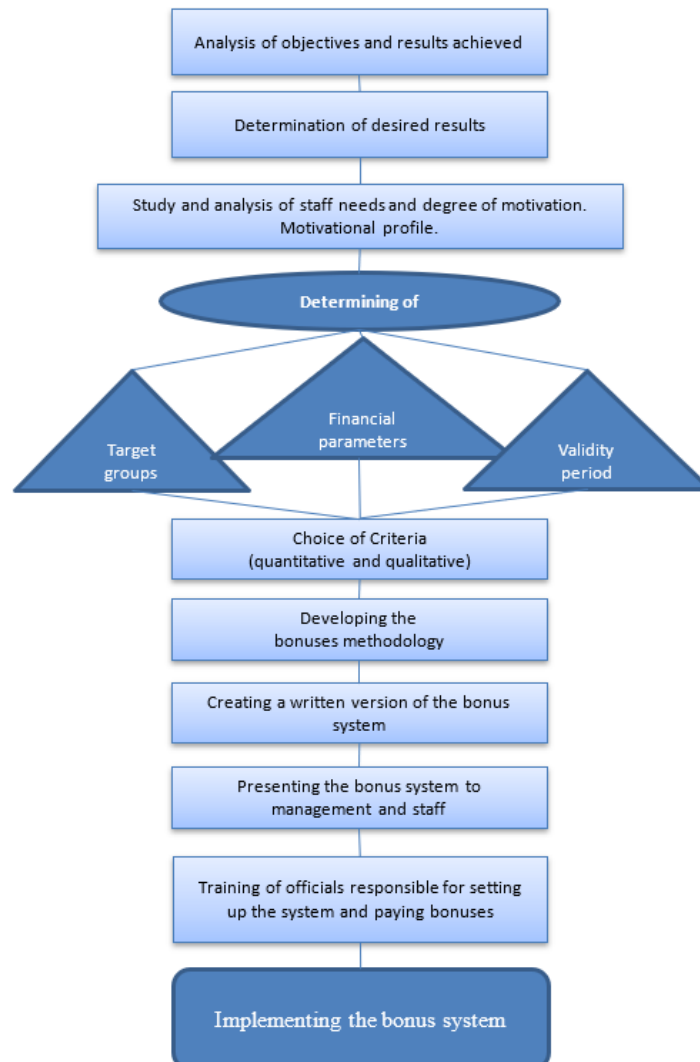 Analysis of objectives and results achieved
Determination of desired results
Study and analysis of staff needs and degree of motivation.
Motivational profile.
Determining of
Target
groups
Financial
parameters
Validity
period
Choice of Criteria
(quantitative and qualitative)
Developing the
bonuses methodology
Creating a written version of the bonus
system
Presenting the bonus system to
management and staff
Training of officials responsible for setting
up the system and paying bonuses
Implementing the bonus system